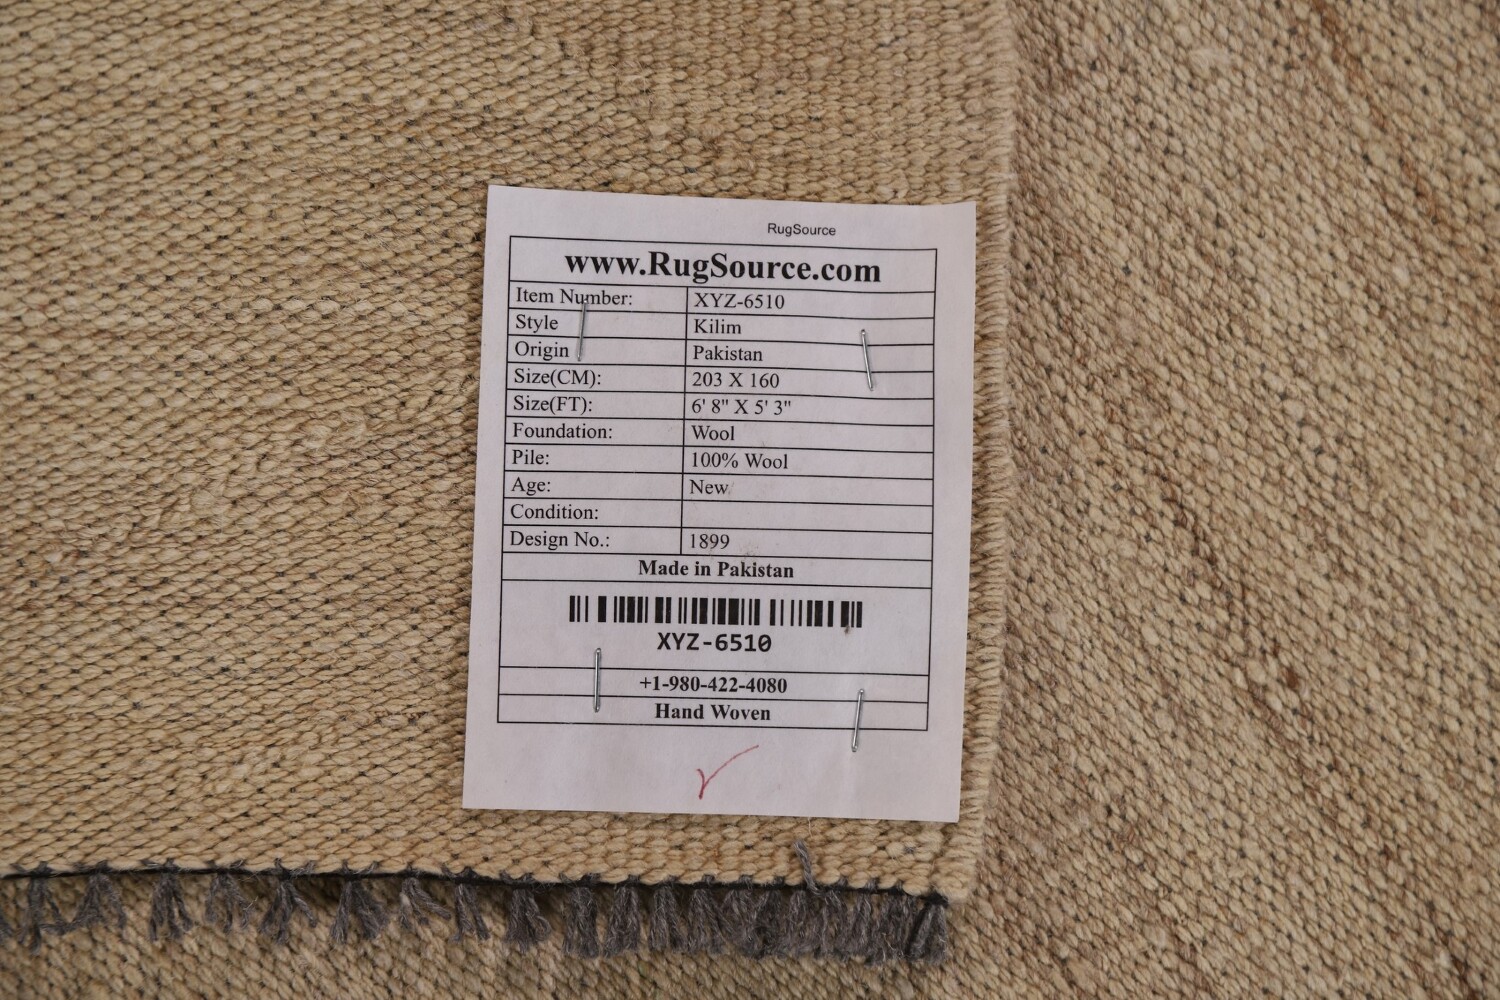 RugSource
www.RugSource.com
Item Number: XYZ-6510
Style Kilim
Origin Pakistan
Size(CM): 203 X 160
Size(FT): 6' 8" X 5' 3"
Foundation: Wool
Pile: 100% Wool
Age: New
Condition:
Design No.: 1899
Made in Pakistan
XYZ-6510
+1-980-422-4080
Hand Woven